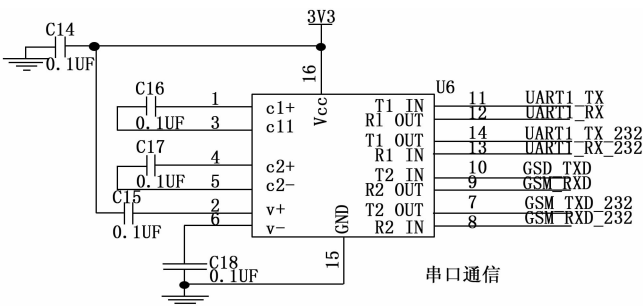 3V3
C14
0.1UF
16
U6
C16
1
c1+
Vcc
T1 IN
11
UART1_TX
0.1UF
3
c11
R1 OUT
12
UART1_RX
C17
4
c2+
T1 OUT
14
UART1_TX_232
R1 IN
13
UART1_RX_232
0.1UF
5
c2-
T2 IN
10
GSD_TXD
R2 OUT
9
GSM_RXD
C15
2
v+
GND
T2 OUT
7
GSM_TXD_232
0.1UF
6
v-
R2 IN
8
GSM_RXD_232
15
C18
0.1UF
串口通信